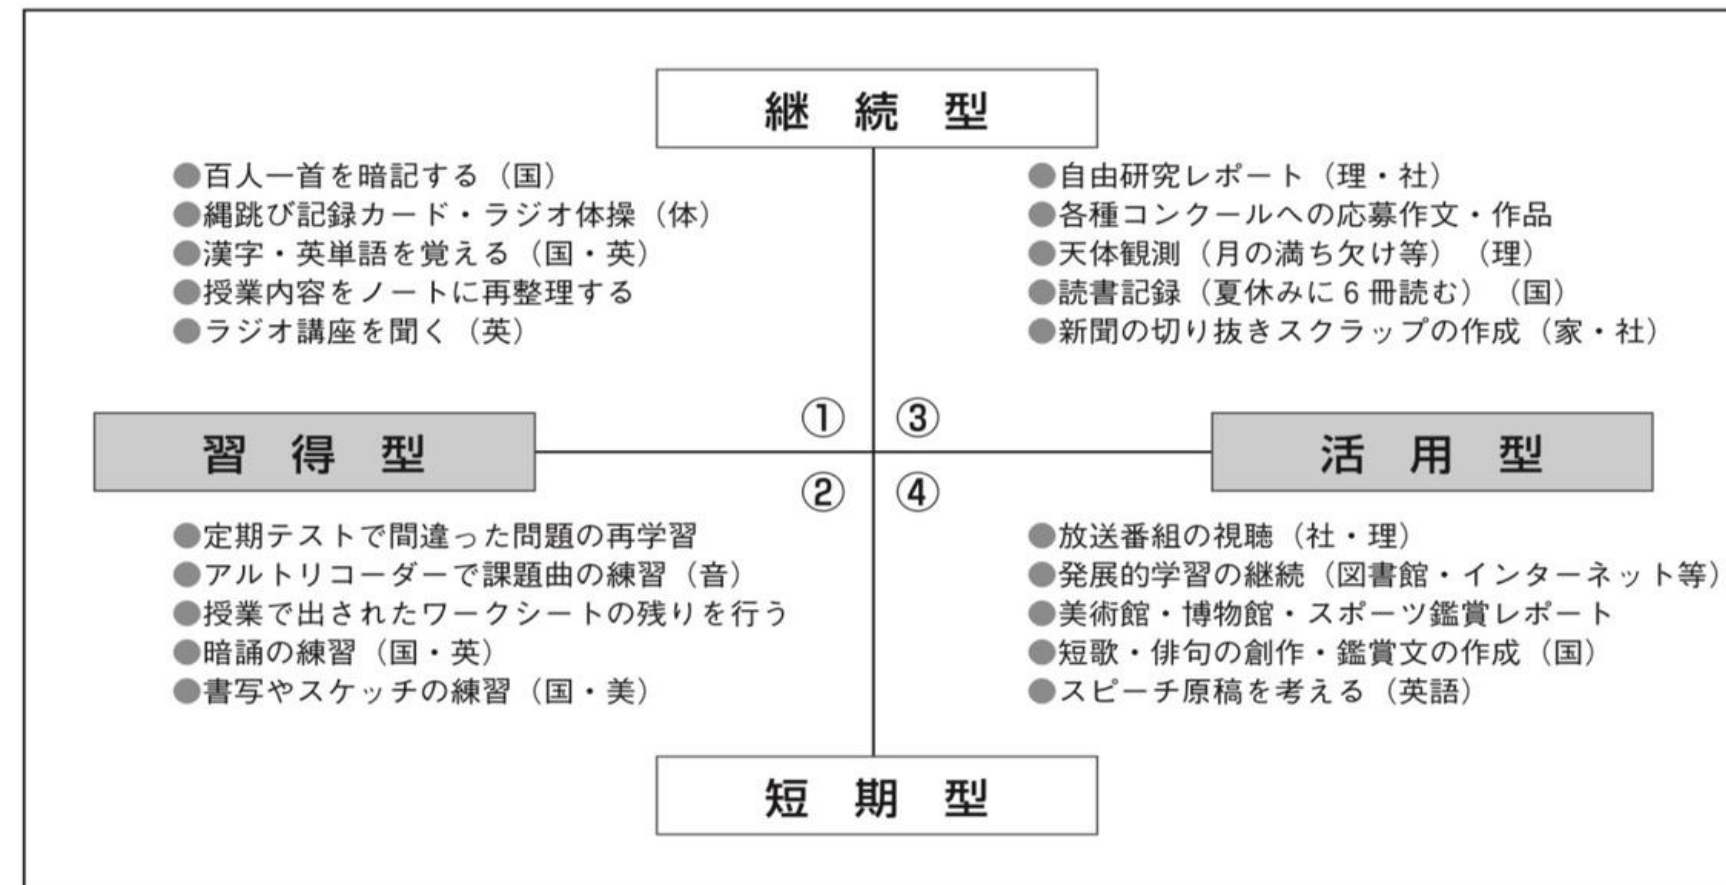 継続型
●百人一首を暗記する（国）
●縄跳び記録カード・ラジオ体操（体）
●漢字・英単語を覚える（国・英）
●授業内容をノートに再整理する
●ラジオ講座を聞く（英）
●自由研究レポート（理・社）
●各種コンクールへの応募作文・作品
●天体観測（月の満ち欠け等）（理）
●読書記録（夏休みに６冊読む）（国）
●新聞の切り抜きスクラップの作成（家・社）
① ③
習得型
活用型
② ④
●定期テストで間違った問題の再学習
●アルトリコーダーで課題曲の練習（音）
●授業で出されたワークシートの残りを行う
●暗誦の練習（国・英）
●書写やスケッチの練習（国・美）
●放送番組の視聴（社・理）
●発展的学習の継続（図書館・インターネット等）
●美術館・博物館・スポーツ鑑賞レポート
●短歌・俳句の創作・鑑賞文の作成（国）
●スピーチ原稿を考える（英語）
短期型